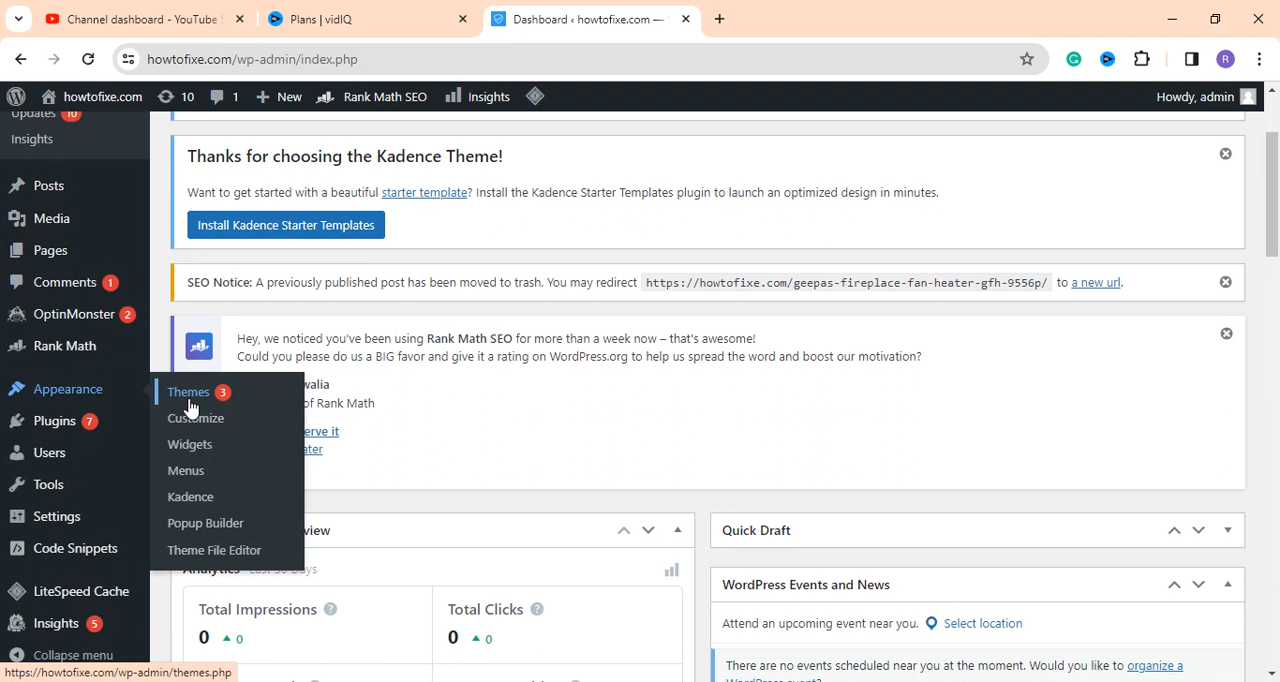 Channel dashboard - YouTube S
Plans | vidIQ
Dashboard ‹ howtofixe.com —
howtofixe.com/wp-admin/index.php
R
howtofixe.com
10
1
New
Rank Math SEO
Insights
Howdy, admin
Updates 10
Insights
Posts
Media
Pages
Comments 1
OptinMonster 2
Rank Math
Appearance
Plugins 7
Users
Tools
Settings
Code Snippets
LiteSpeed Cache
Insights 5
Collapse menu
Themes 3
Customize
Widgets
Menus
Kadence
Popup Builder
Theme File Editor
Thanks for choosing the Kadence Theme!
Want to get started with a beautiful starter template? Install the Kadence Starter Templates plugin to launch an optimized design in minutes.
Install Kadence Starter Templates
SEO Notice: A previously published post has been moved to trash. You may redirect https://howtofixe.com/geepas-fireplace-fan-heater-gfh-9556p/ to a new url.
Hey, we noticed you've been using Rank Math SEO for more than a week now – that's awesome!
Could you please do us a BIG favor and give it a rating on WordPress.org to help us spread the word and boost our motivation?
walia
of Rank Math
erve it
ater
view
Analytics Last 30 Days
Total Impressions ?
0 0
Total Clicks ?
0 0
Quick Draft
WordPress Events and News
Attend an upcoming event near you. Select location
There are no events scheduled near you at the moment. Would you like to organize a
WordPress event?
https://howtofixe.com/wp-admin/themes.php